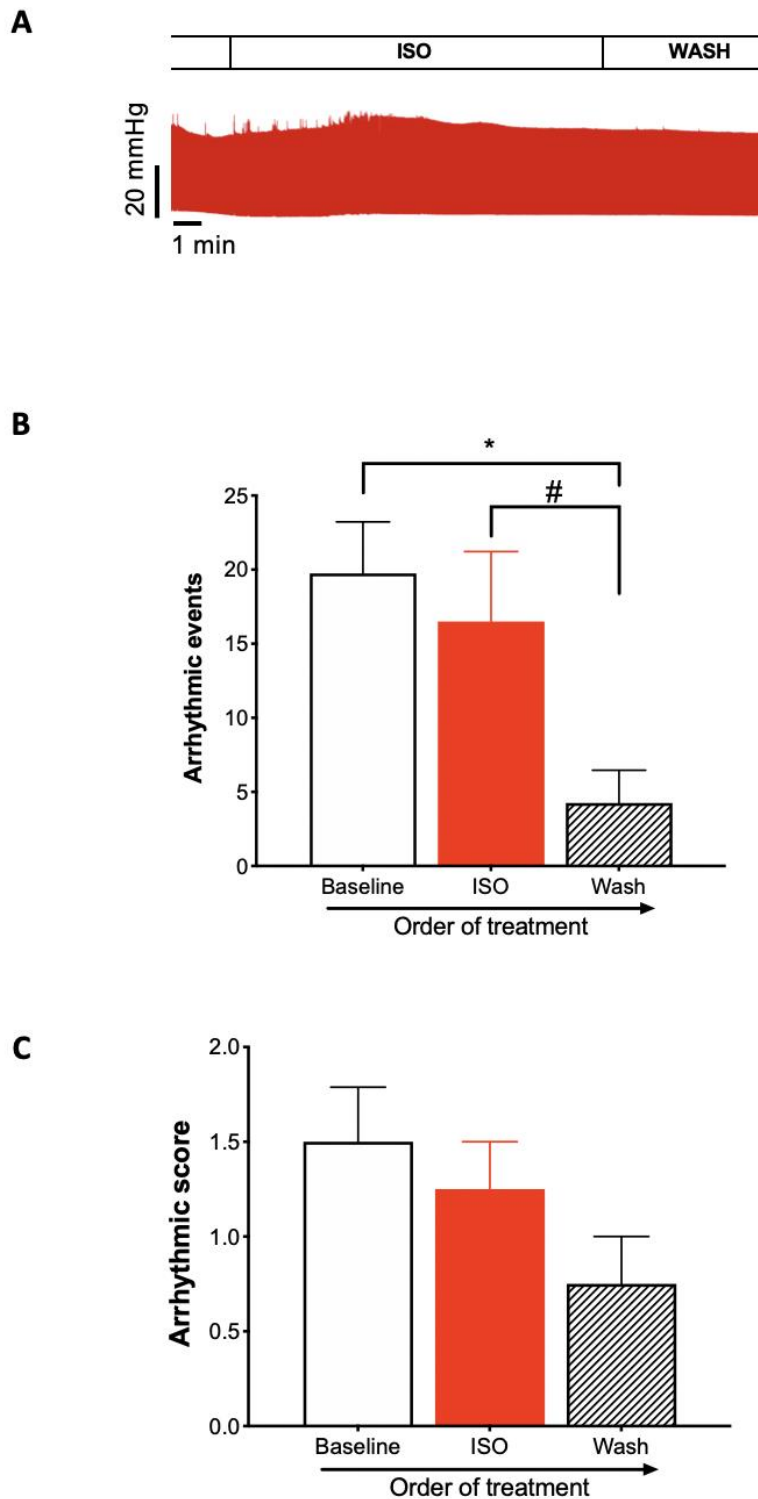 A
ISO WASH
20 mmHg
1 min
B
*
#
25
20
15
10
5
0
Arrhythmic events
Baseline ISO Wash
Order of treatment
C
2.0
1.5
1.0
0.5
0.0
Arrhythmic score
Baseline ISO Wash
Order of treatment